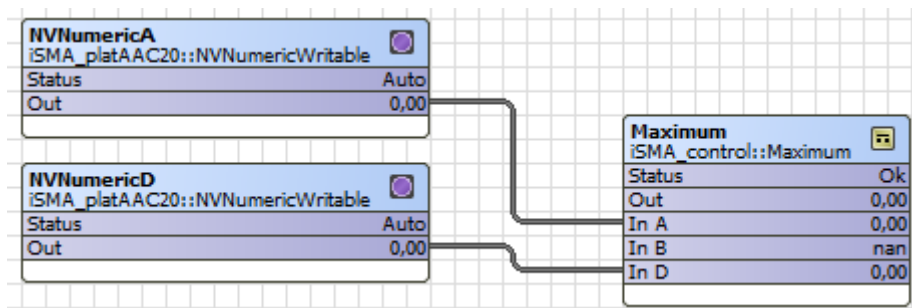 NVNumericA
iSMA_platAAC20::NVNumericWritable
Status Auto
Out 0,00
NVNumericD
iSMA_platAAC20::NVNumericWritable
Status Auto
Out 0,00
Maximum
iSMA_control::Maximum
Status Ok
Out 0,00
In A 0,00
In B nan
In D 0,00